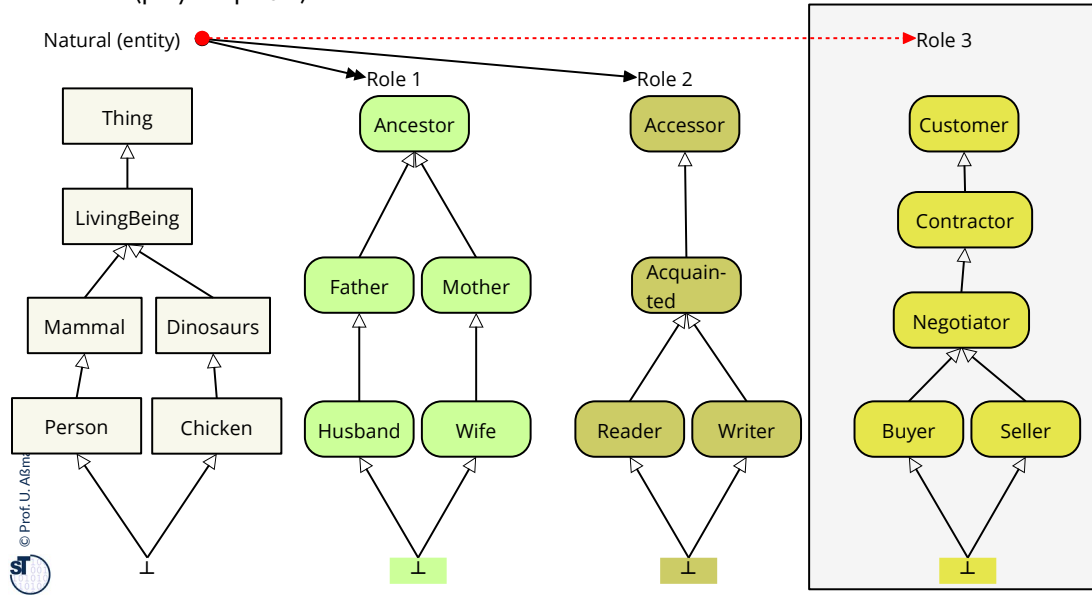 Natural (entity)
Role 3
Role 1
Role 2
Thing
Ancestor
Accessor
Customer
LivingBeing
Contractor
Father
Mother
Acquain-
ted
Mammal
Dinosaurs
Negotiator
Person
Chicken
Husband
Wife
Reader
Writer
Buyer
Seller
© Prof. U. Aßma
⊥
⊥
⊥
⊥
ST